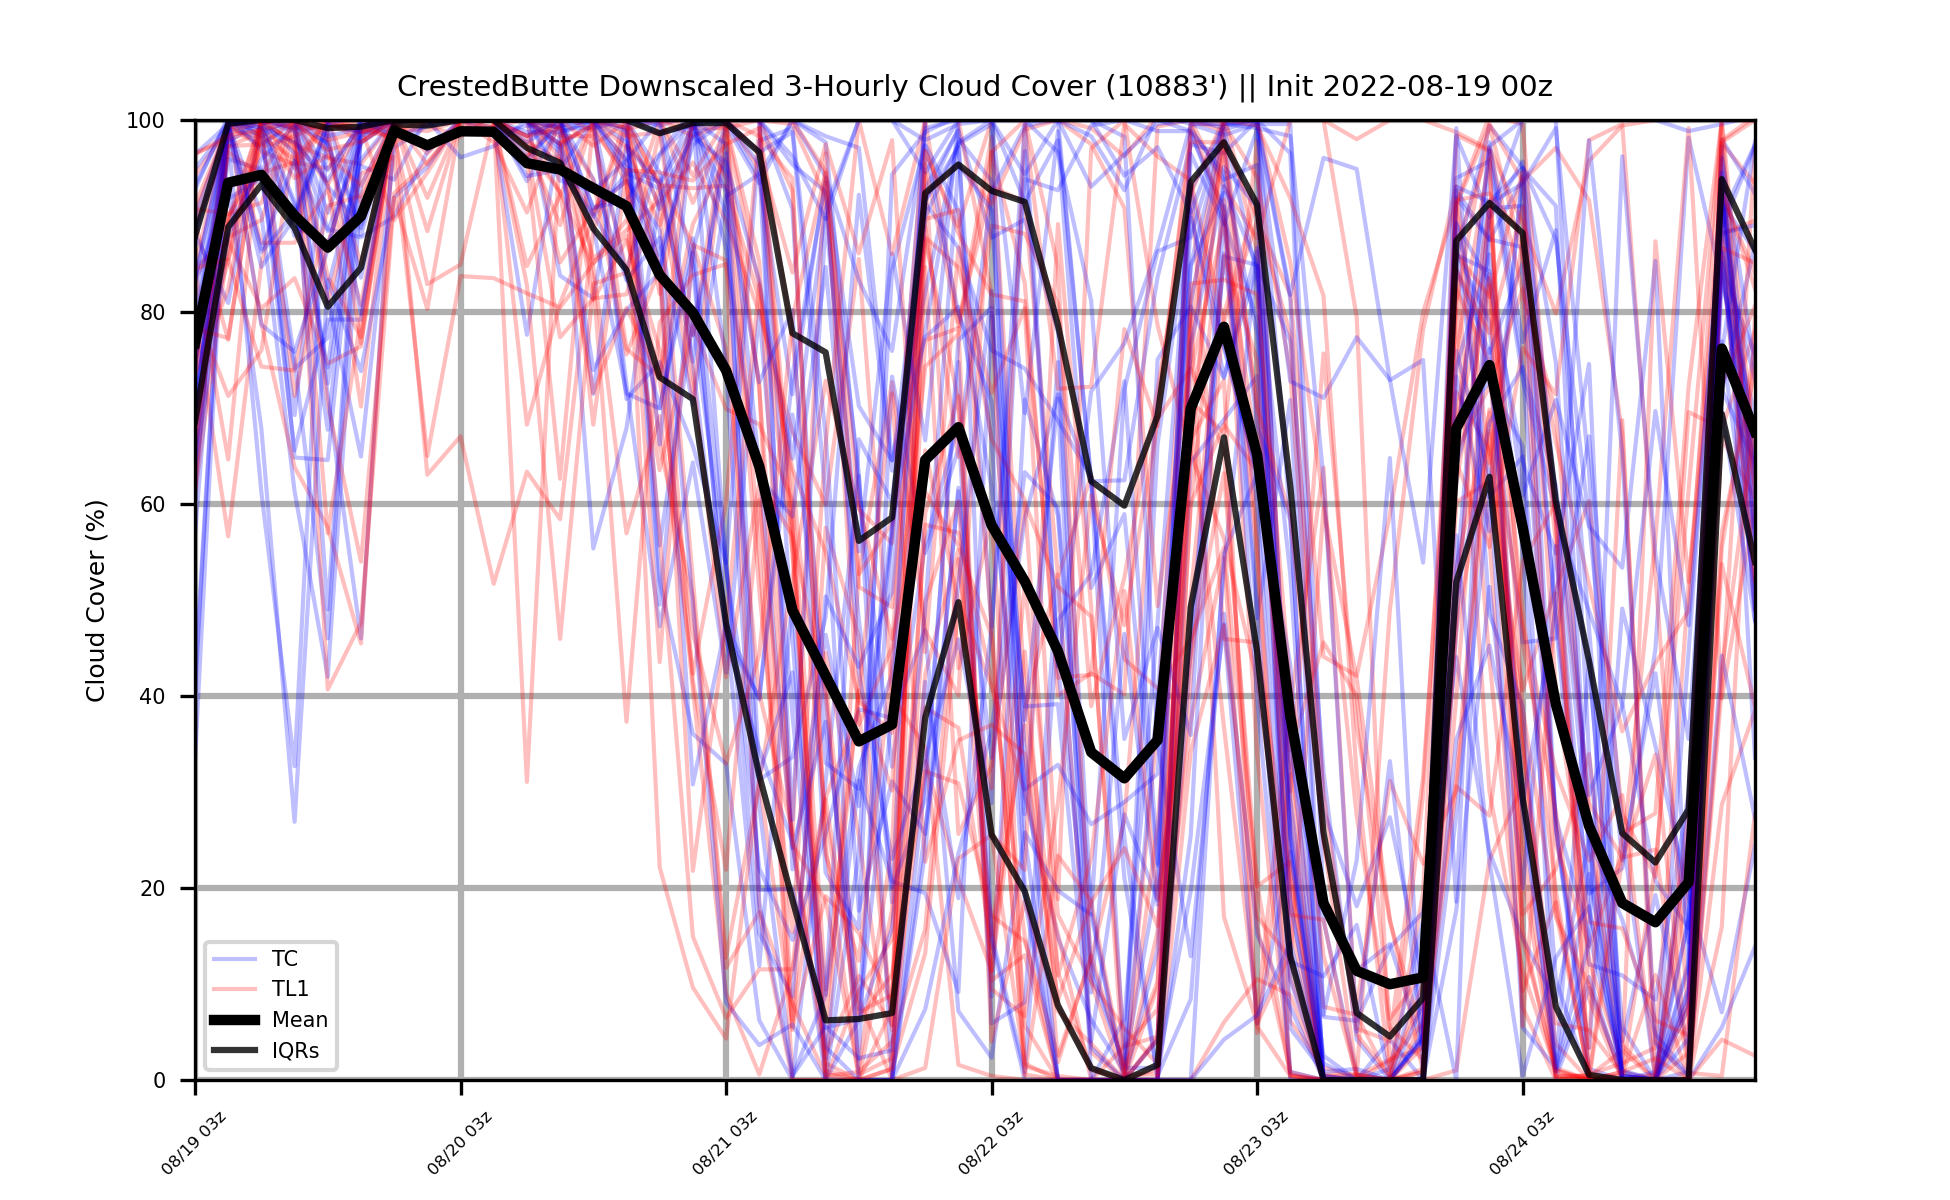 CrestedButte Downscaled 3-Hourly Cloud Cover (10883') || Init 2022-08-19 00z
100
80
60
40
20
0
Cloud Cover (%)
TC
TL1
Mean
IQRs
08/19 03z
08/20 03z
08/21 03z
08/22 03z
08/23 03z
08/24 03z